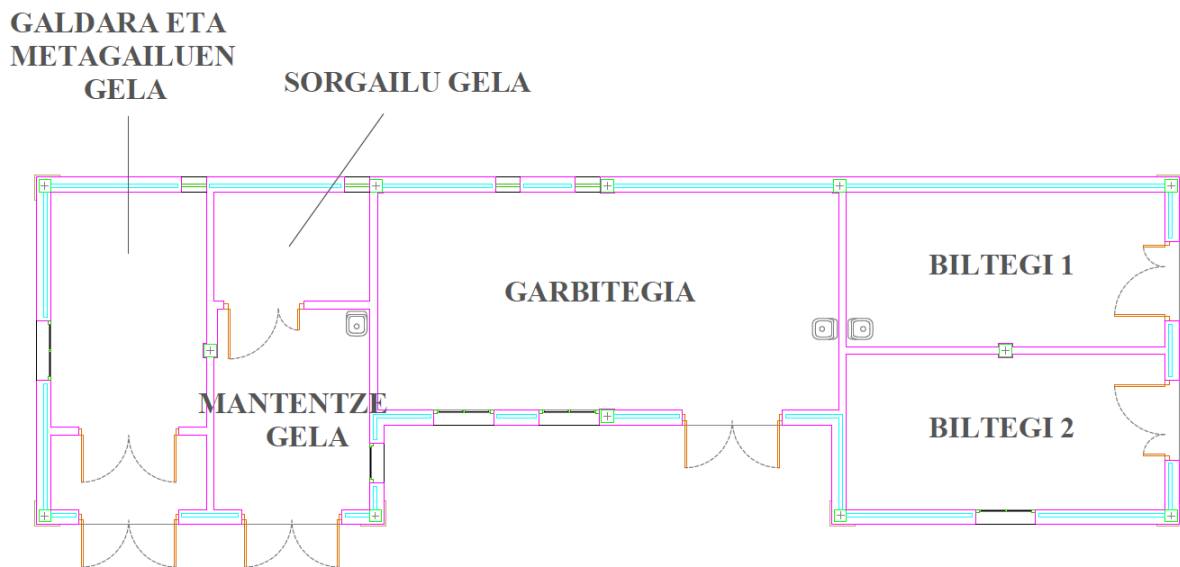 GALDARA ETA
METAGAILUEN
GELA
SORGAILU GELA
BILTEGI 1
GARBITEGIA
MANTENTZE
GELA
BILTEGI 2